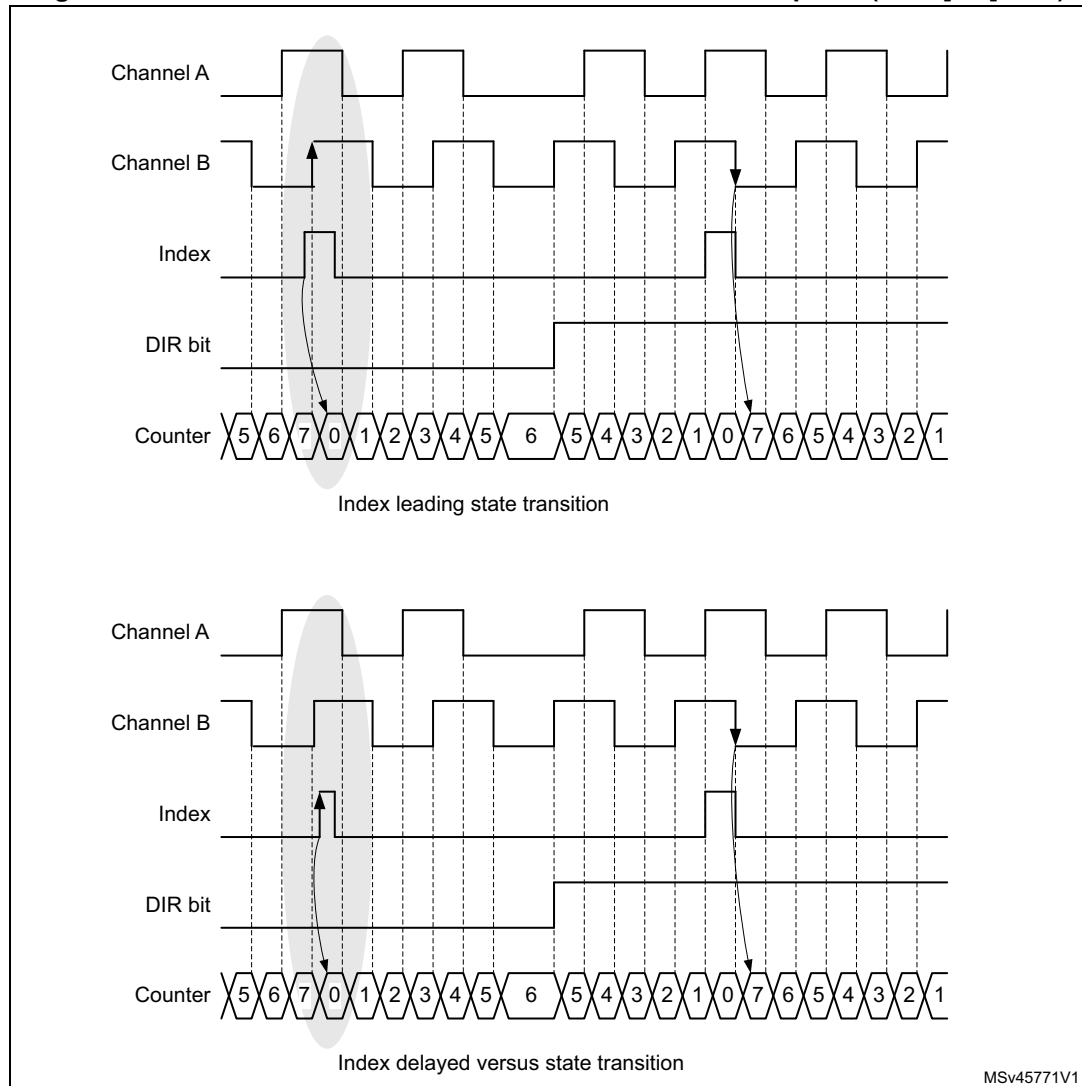 Channel A
Channel B
Index
DIR bit
Counter 5 6 7 0 1 2 3 4 5 6 5 4 3 2 1 0 7 6 5 4 3 2 1
Index leading state transition
Channel A
Channel B
Index
DIR bit
Counter 5 6 7 0 1 2 3 4 5 6 5 4 3 2 1 0 7 6 5 4 3 2 1
Index delayed versus state transition
MSv45771V1